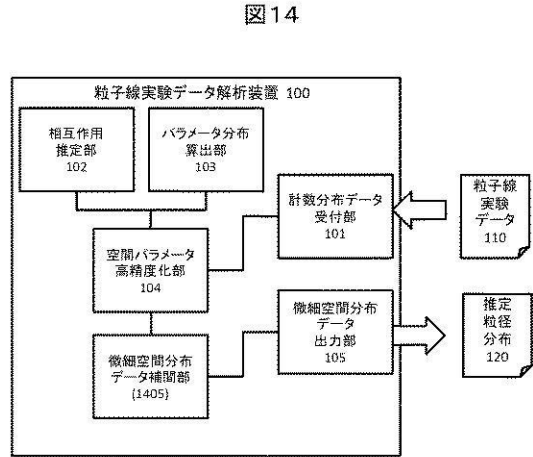 図14
粒子線実験データ解析装置 100
相互作用
推定部
102
パラメータ分布
算出部
103
計数分布データ
受付部
101
粒子線
実験
データ
110
空間パラメータ
高精度化部
104
微細空間分布
データ
出力部
105
推定
粒径
分布
120
微細空間分布
データ補間部
(1405)